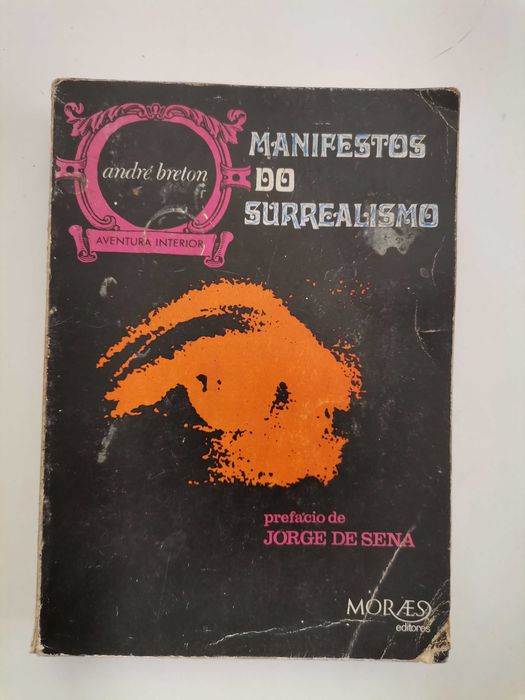 andré breton
AVENTURA INTERIOR
MANIFESTOS
DO
SURREALISMO
prefácio de
JORGE DE SENA
MORÆS
editores